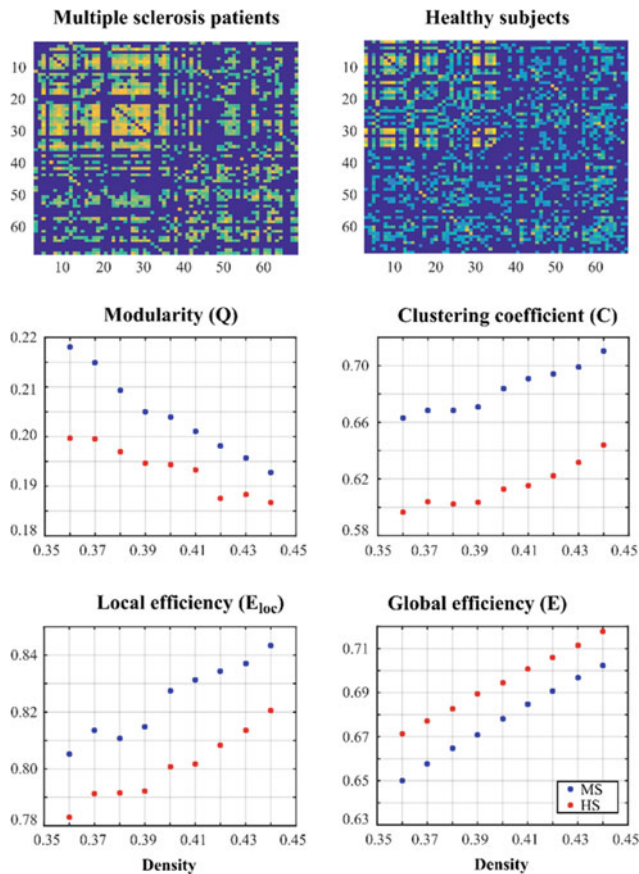 Multiple sclerosis patients
Healthy subjects
10
20
30
40
50
60
10 20 30 40 50 60
10
20
30
40
50
60
10 20 30 40 50 60
Modularity (Q)
0.22
0.21
0.20
0.19
0.18
0.35 0.37 0.39 0.41 0.43 0.45
Clustering coefficient (C)
0.70
0.66
0.62
0.58
0.35 0.37 0.39 0.41 0.43 0.45
Local efficiency (Eloc)
0.84
0.82
0.80
0.78
0.35 0.37 0.39 0.41 0.43 0.45
Density
Global efficiency (E)
0.71
0.69
0.67
0.65
0.63
MS
HS
0.35 0.37 0.39 0.41 0.43 0.45
Density